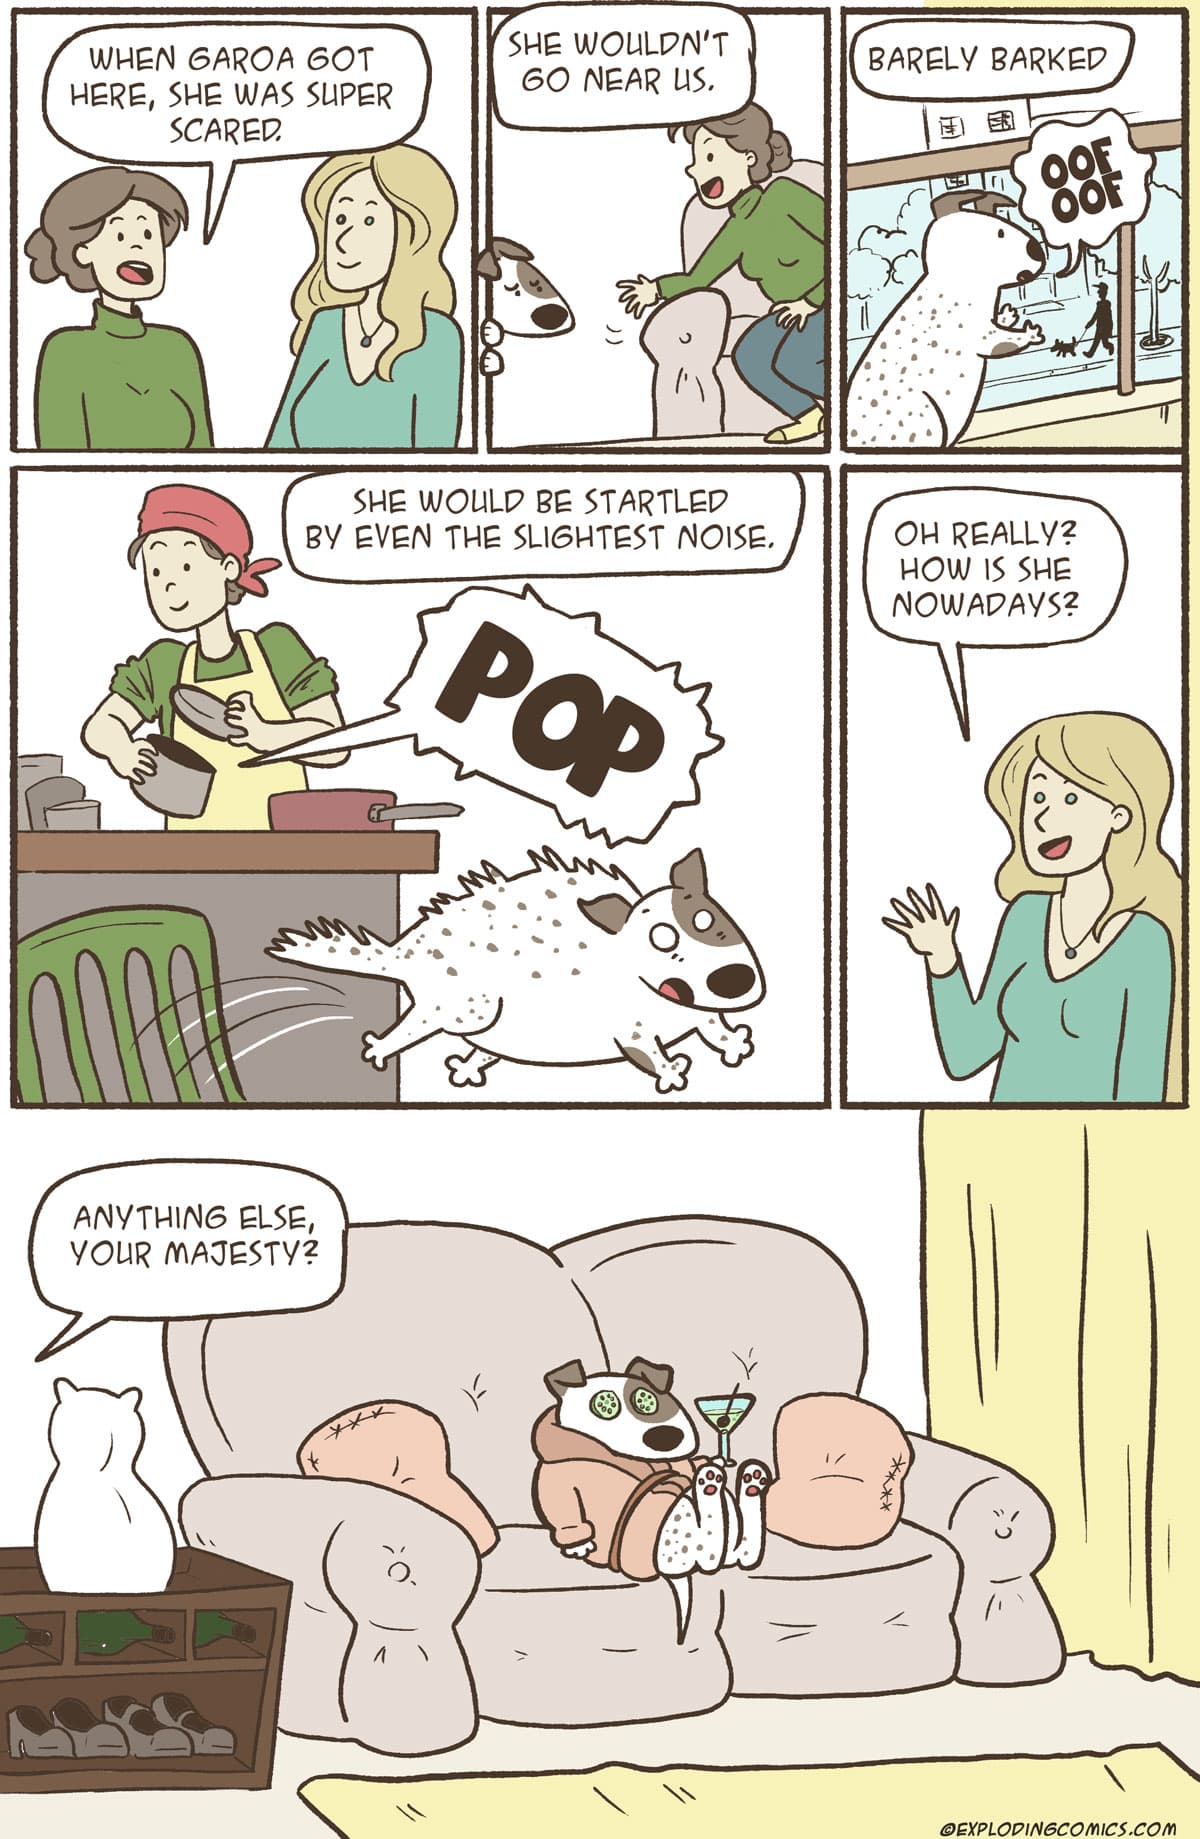 WHEN GAROA GOT
HERE, SHE WAS SUPER
SCARED.
SHE WOULDN'T
GO NEAR US.
BARELY BARKED
OOF
OOF
SHE WOULD BE STARTLED
BY EVEN THE SLIGHTEST NOISE.
POP
OH REALLY?
HOW IS SHE
NOWADAYS?
ANYTHING ELSE,
YOUR MAJESTY?
©EXPLODINGCOMICS.COM